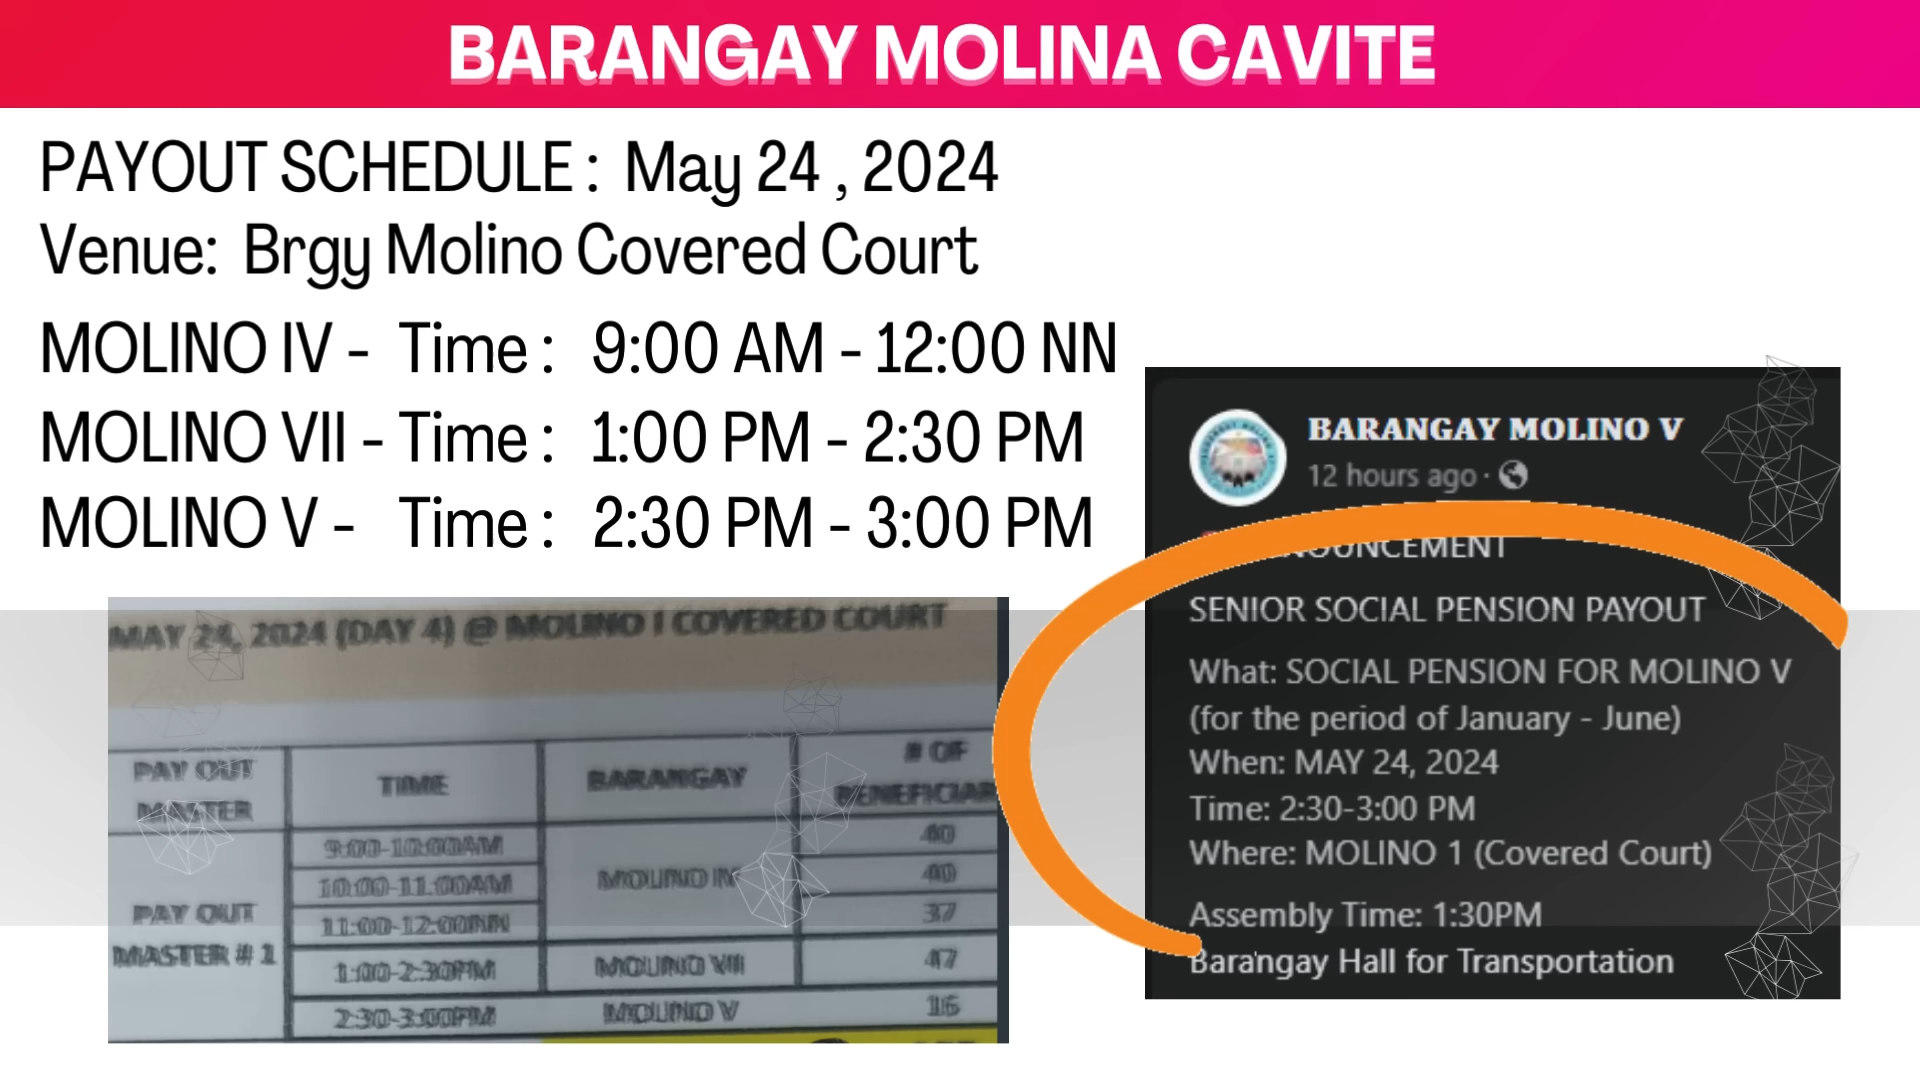 BARANGAY MOLINA CAVITE
PAYOUT SCHEDULE : May 24 , 2024
Venue: Brgy Molino Covered Court
MOLINO IV - Time : 9:00 AM - 12:00 NN
MOLINO VII - Time : 1:00 PM - 2:30 PM
MOLINO V - Time : 2:30 PM - 3:00 PM
MAY 24, 2024 (DAY 4) @ MOLINO I COVERED COURT
PAY OUT MASTER
TIME
BARANGAY
# OF
PAY OUT
MASTER # 1
9:00-10:00AM
10:00-11:00AM
11:00-12:00NN
1:00-2:30PM
2:30-3:00PM
MOLINO IV
MOLINO VII
MOLINO V
40
40
37
47
16
BARANGAY MOLINO V
12 hours ago ·
SENIOR SOCIAL PENSION PAYOUT
What: SOCIAL PENSION FOR MOLINO V
(for the period of January - June)
When: MAY 24, 2024
Time: 2:30-3:00 PM
Where: MOLINO 1 (Covered Court)
Assembly Time: 1:30PM
Barangay Hall for Transportation